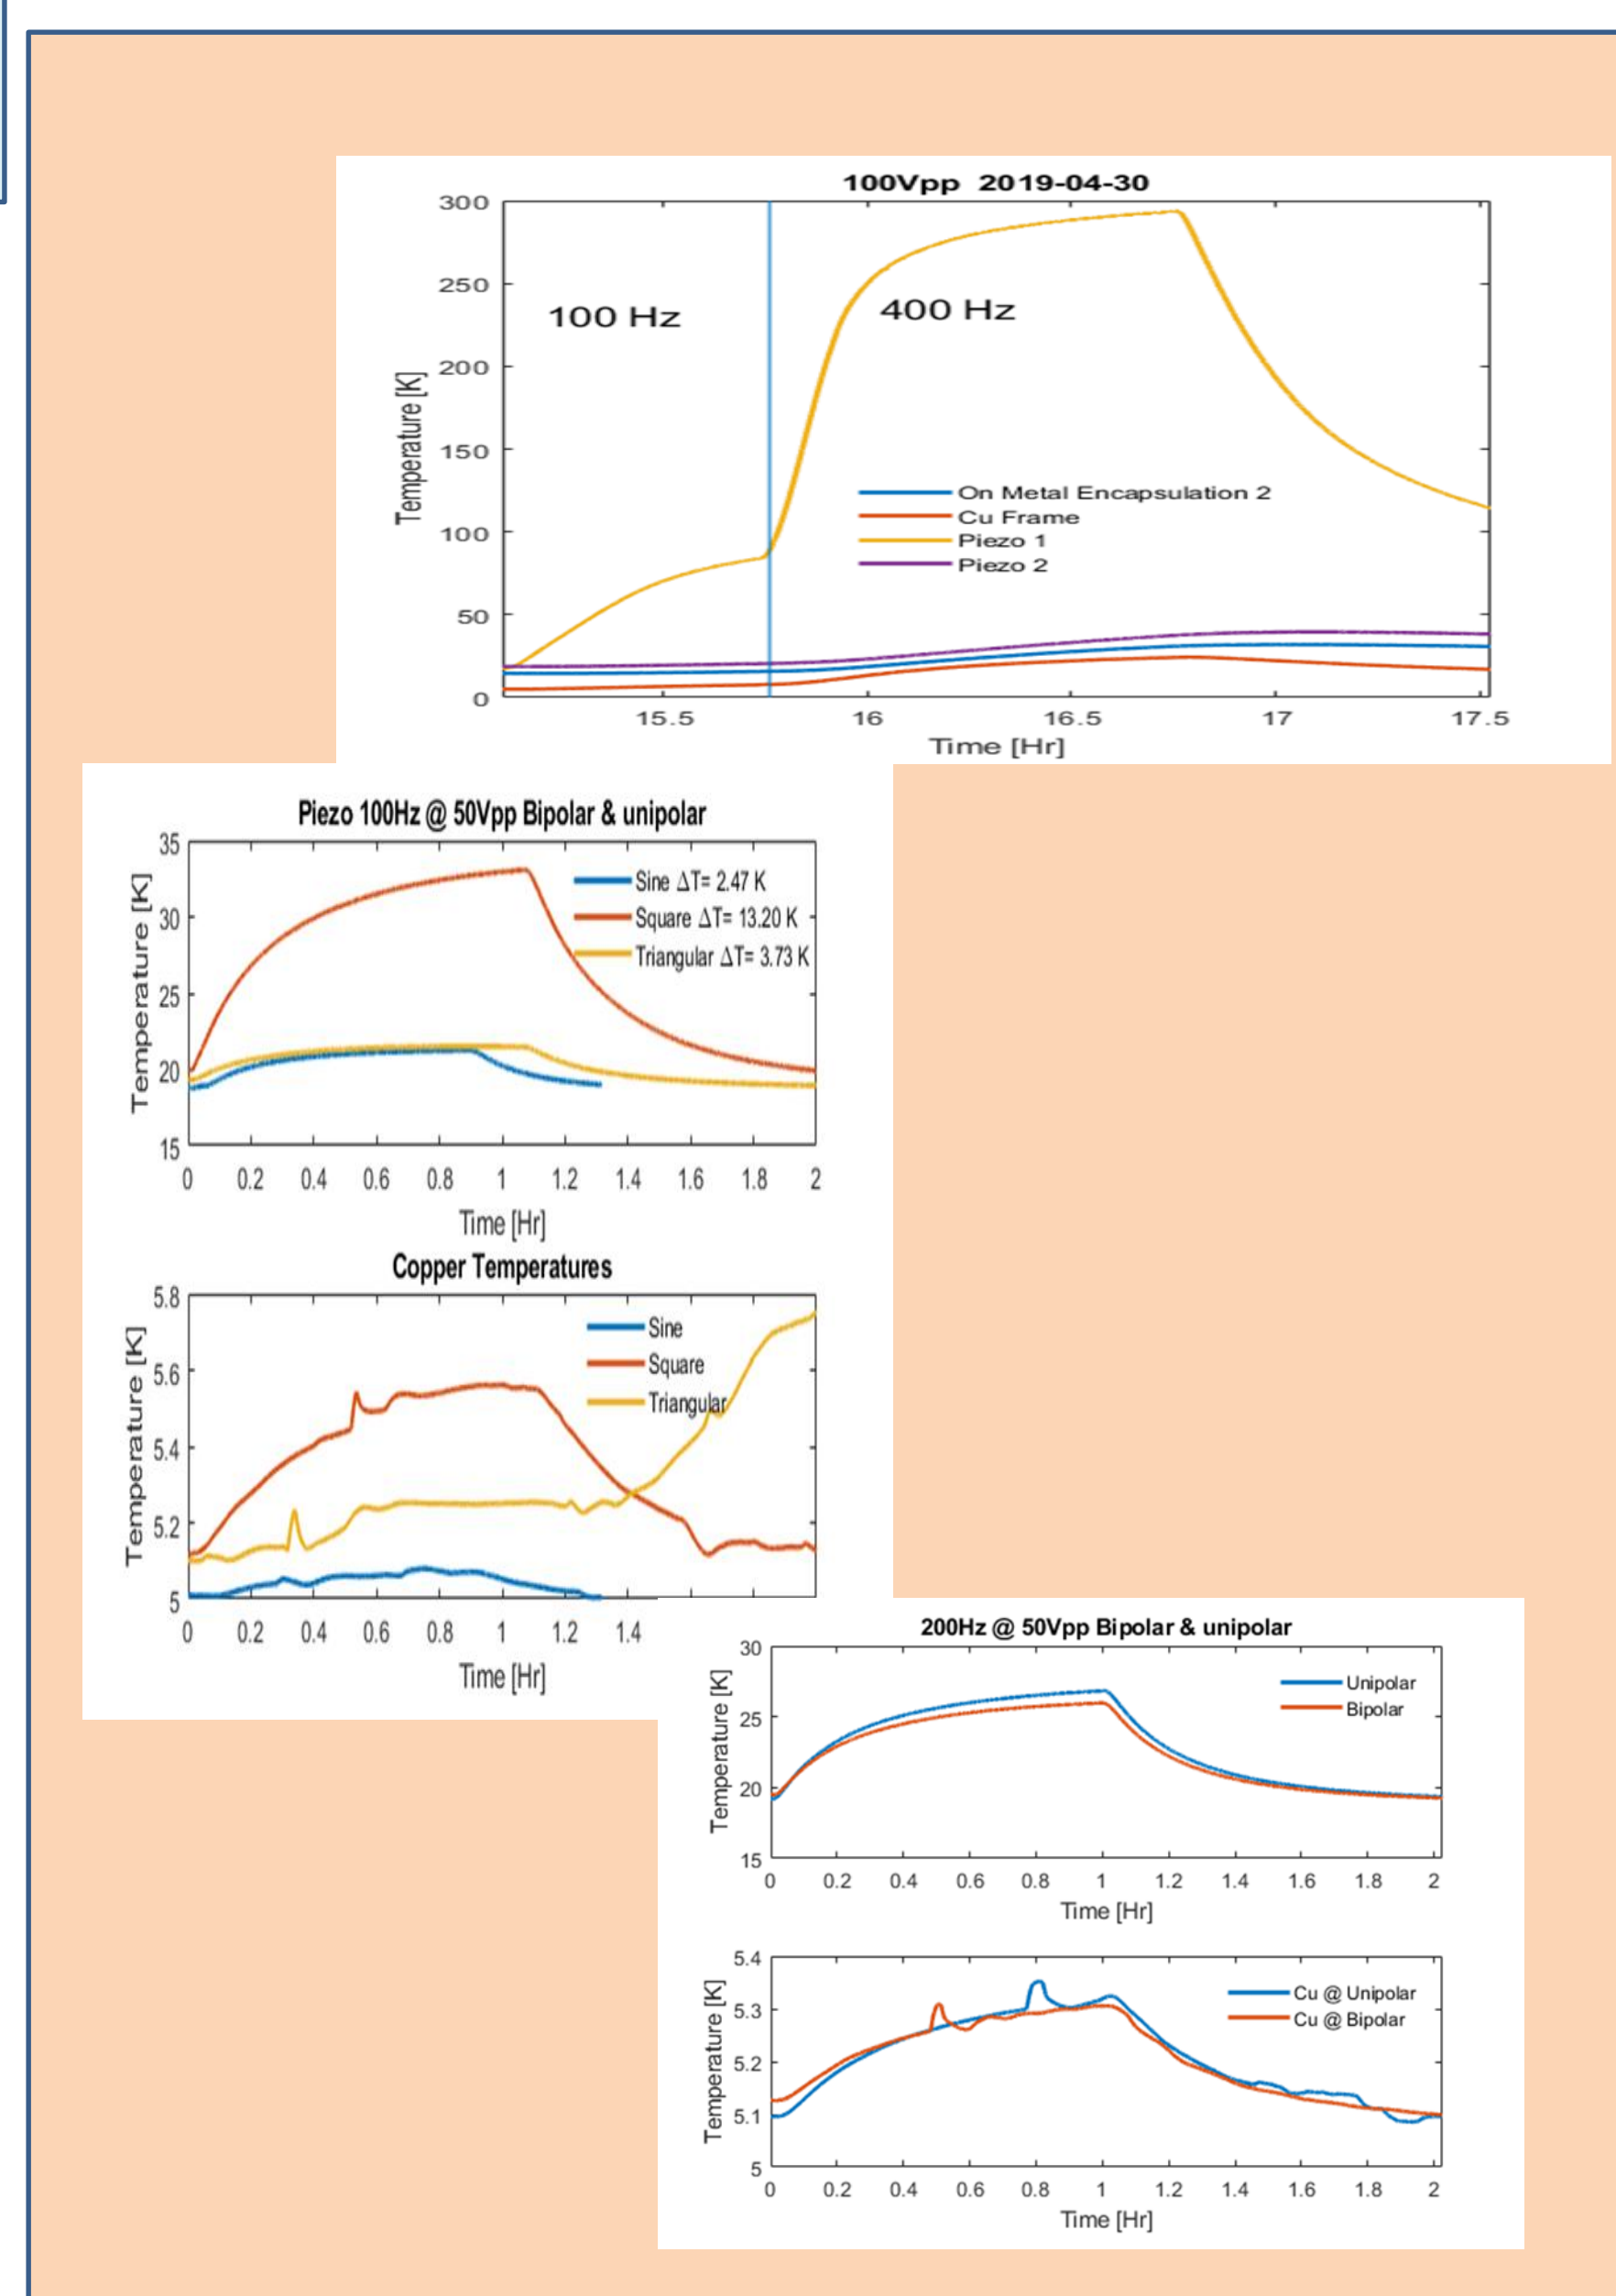 100Vpp 2019-04-30
300
250
200
150
100
50
0
Temperature [K]
100 Hz
400 Hz
On Metal Encapsulation 2
Cu Frame
Piezo 1
Piezo 2
15.5 16 16.5 17 17.5
Time [Hr]
Piezo 100Hz @ 50Vpp Bipolar & unipolar
35
30
25
20
15
Temperature [K]
Sine ΔT= 2.47 K
Square ΔT= 13.20 K
Triangular ΔT= 3.73 K
0 0.2 0.4 0.6 0.8 1 1.2 1.4 1.6 1.8 2
Time [Hr]
Copper Temperatures
5.8
5.6
5.4
5.2
5
Temperature [K]
Sine
Square
Triangular
0 0.2 0.4 0.6 0.8 1 1.2 1.4
Time [Hr]
200Hz @ 50Vpp Bipolar & unipolar
30
25
20
15
Temperature [K]
Unipolar
Bipolar
0 0.2 0.4 0.6 0.8 1 1.2 1.4 1.6 1.8 2
Time [Hr]
5.4
5.3
5.2
5.1
5
Temperature [K]
Cu @ Unipolar
Cu @ Bipolar
0 0.2 0.4 0.6 0.8 1 1.2 1.4 1.6 1.8 2
Time [Hr]